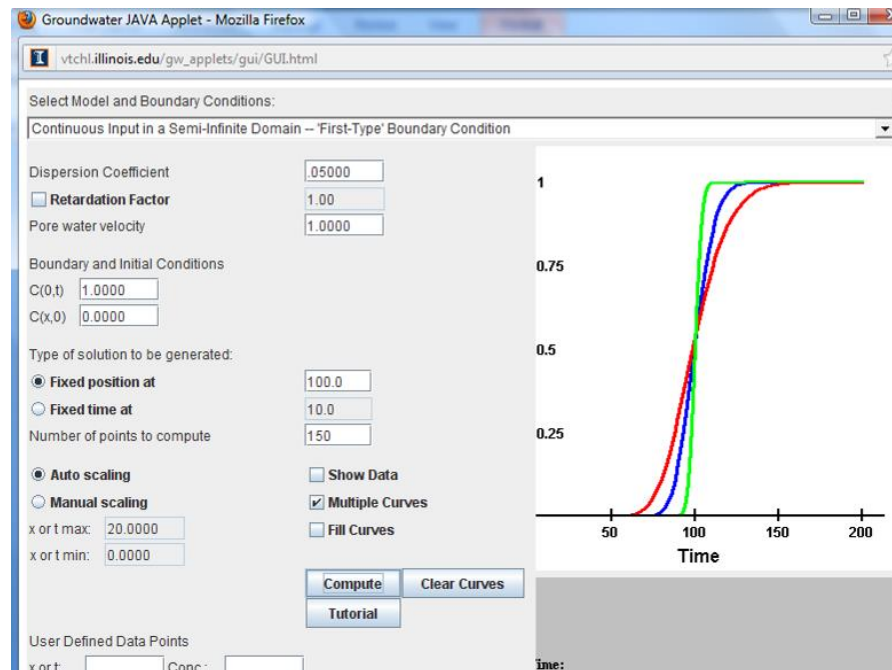 Groundwater JAVA Applet - Mozilla Firefox
vtchl.illinois.edu/gw_applets/gui/GUI.html
Select Model and Boundary Conditions:
Continuous Input in a Semi-Infinite Domain -- 'First-Type' Boundary Condition
Dispersion Coefficient .05000
Retardation Factor 1.00
Pore water velocity 1.0000
Boundary and Initial Conditions
C(0,t) 1.0000
C(x,0) 0.0000
Type of solution to be generated:
Fixed position at 100.0
Fixed time at 10.0
Number of points to compute 150
Auto scaling Show Data
Manual scaling Multiple Curves
x or t max: 20.0000 Fill Curves
x or t min: 0.0000
Compute Clear Curves
Tutorial
User Defined Data Points
x or t: Conc.:
1
0.75
0.5
0.25
50 100 150 200
Time
Time: